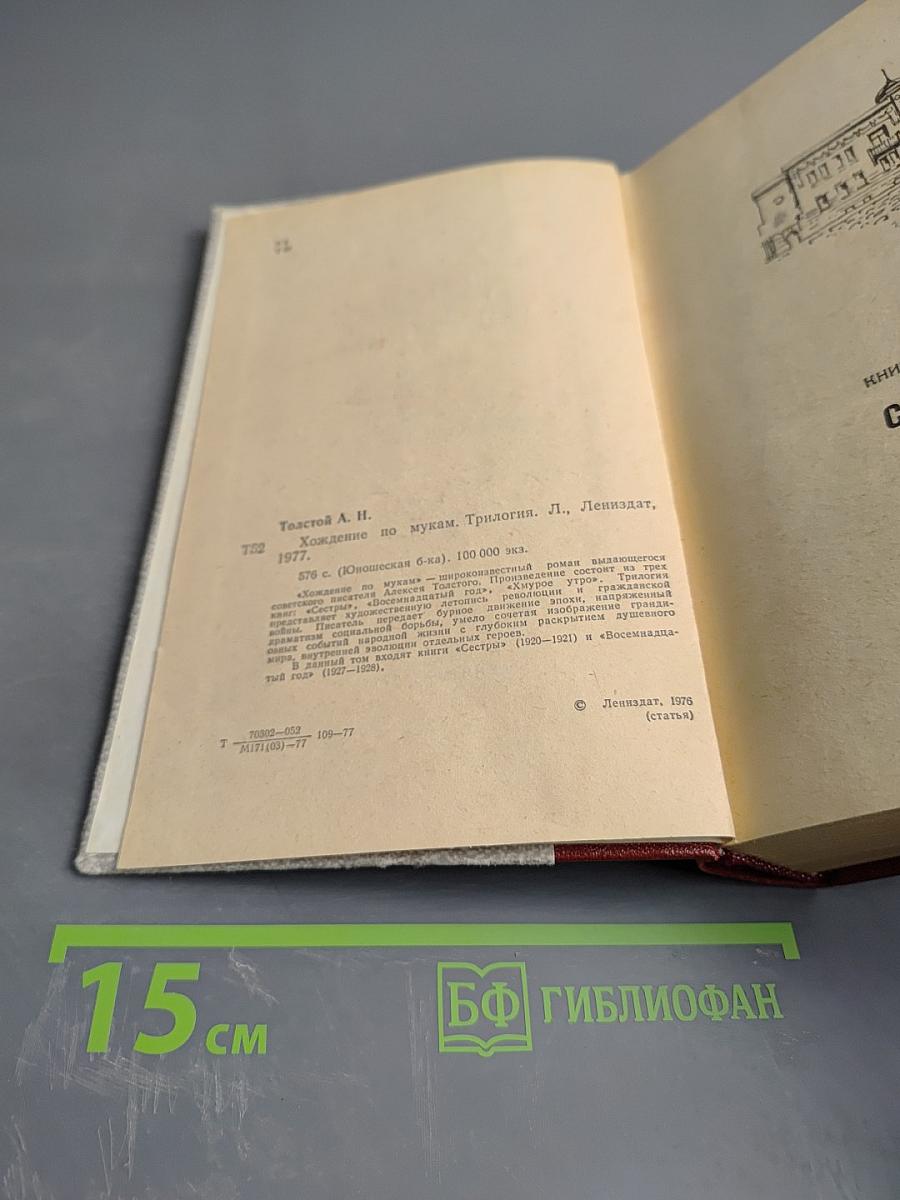 Толстой А. Н.
Т52 Хождение по мукам. Трилогия. Л., Лениздат,
1977.
576 с. (Юношеская б-ка). 100 000 экз.
«Хождение по мукам» — широкоизвестный роман выдающегося
советского писателя Алексея Толстого. Произведение состоит из трех
книг: «Сестры», «Восемнадцатый год», «Хмурое утро». Трилогия
представляет художественную летопись революции и гражданской
войны. Писатель передает бурное движение эпохи, напряженный
драматизм социальной борьбы, умело сочетая изображение гранди-
озных событий народной жизни с глубоким раскрытием душевного
мира, внутренней эволюции отдельных героев.
В данный том входят книги «Сестры» (1920—1921) и «Восемнадца-
тый год» (1927—1928).
© Лениздат, 1976
(статья)
Т 70302—052 109—77
М171(03)—77
КНИ
С
15 см
БФ ГИБЛИОФАН